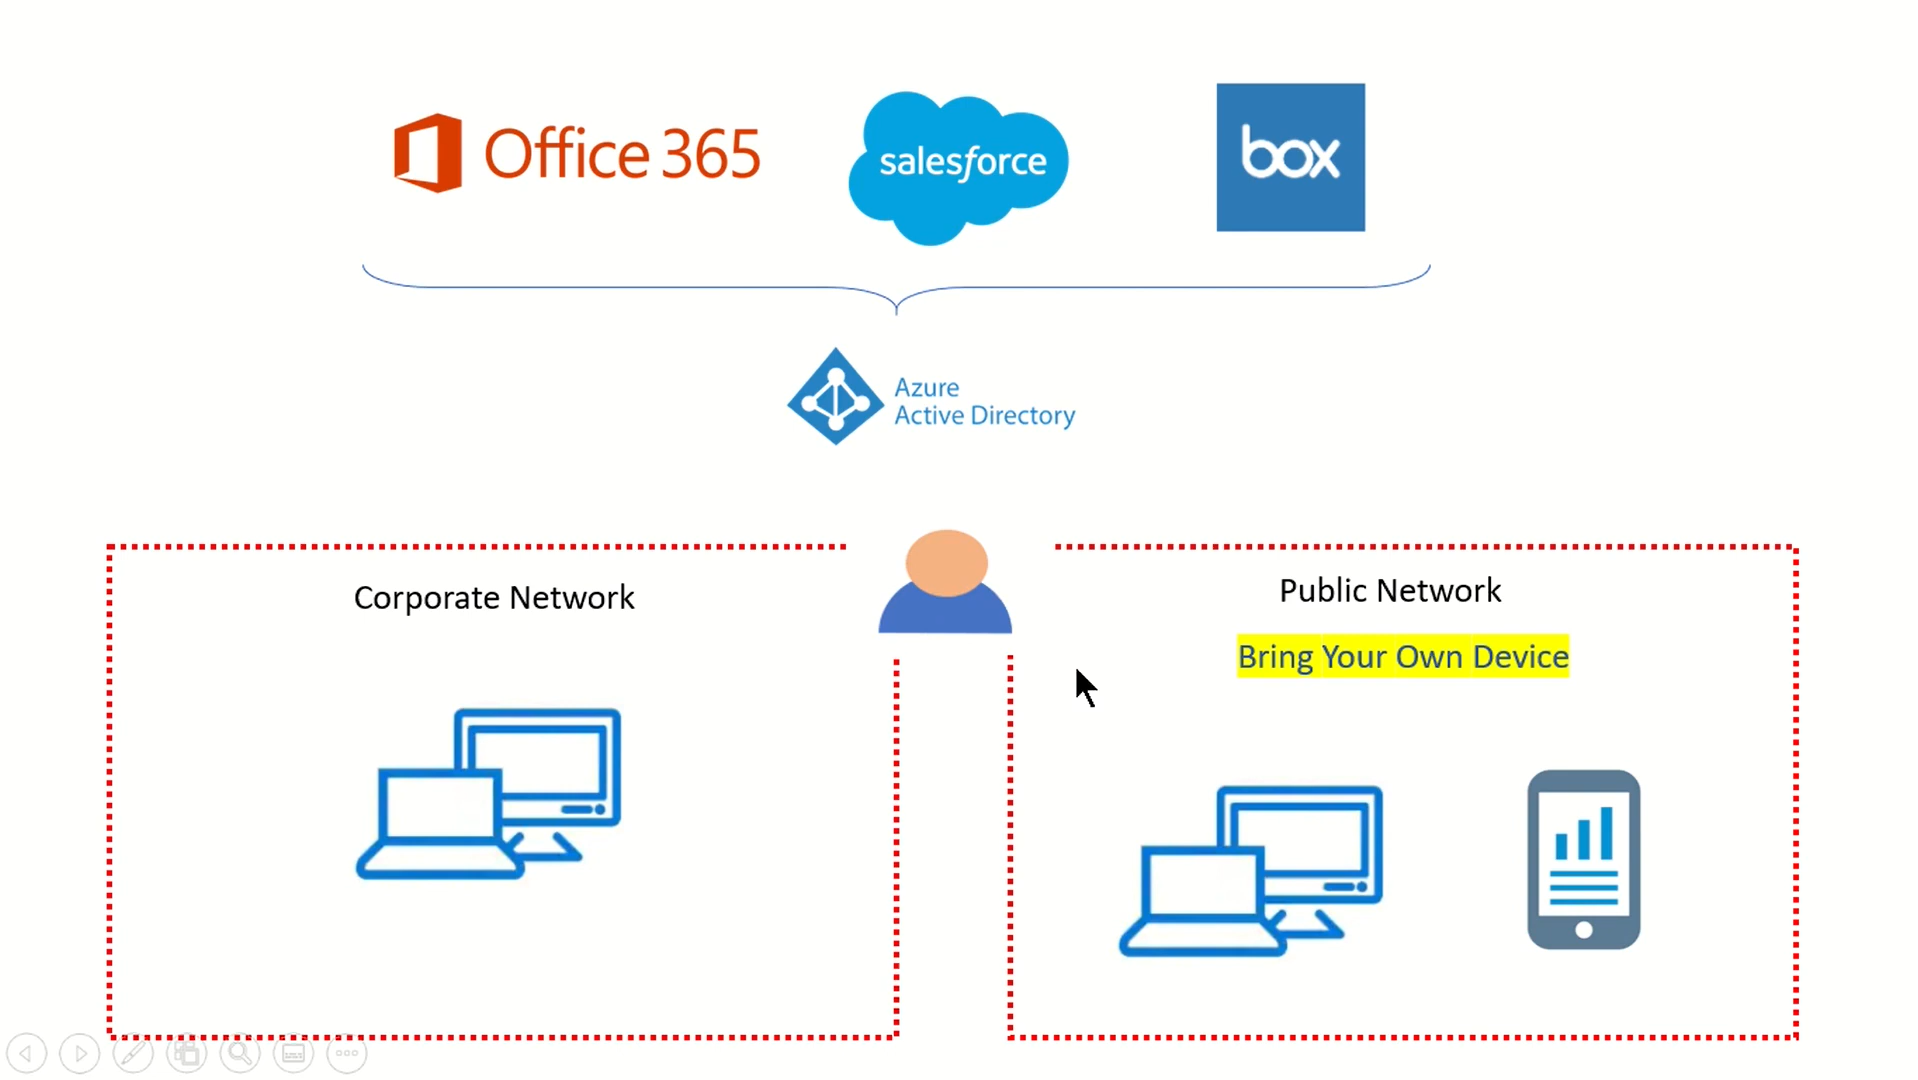 Office 365
salesforce
box
Azure
Active Directory
Corporate Network
Public Network
Bring Your Own Device